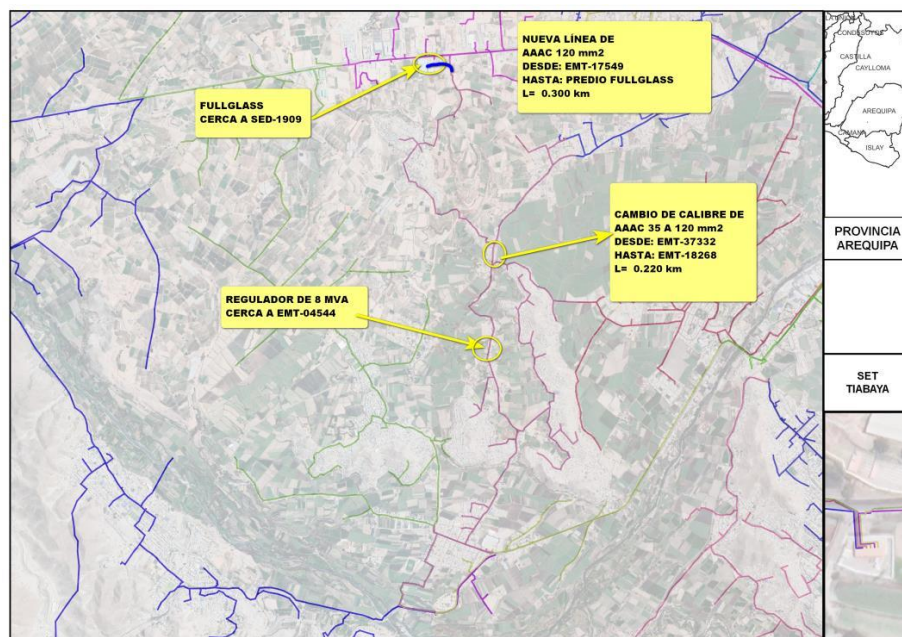 NUEVA LÍNEA DE
AAAC 120 mm2
DESDE: EMT-17549
HASTA: PREDIO FULLGLASS
L= 0.300 km
FULLGLASS
CERCA A SED-1909
CAMBIO DE CALIBRE DE
AAAC 35 A 120 mm2
DESDE: EMT-37332
HASTA: EMT-18268
L= 0.220 km
REGULADOR DE 8 MVA
CERCA A EMT-04544
CASTILLA
CAYLLOMA
AREQUIPA
CAMANA
ISLAY
PROVINCIA
AREQUIPA
SET
TIABAYA